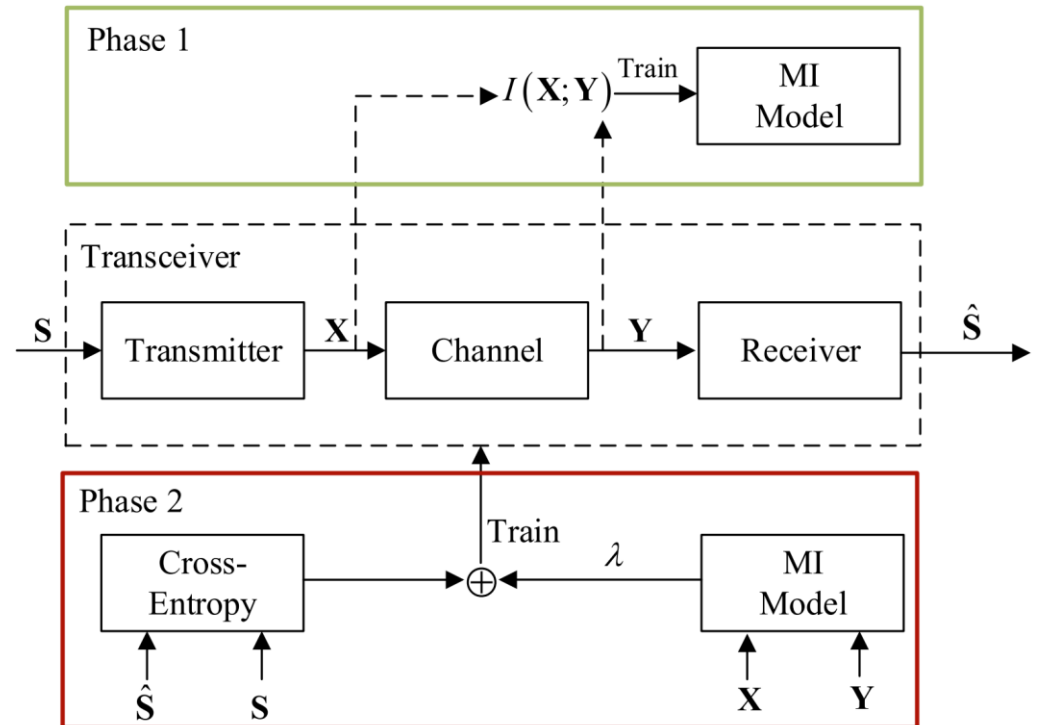 Phase 1
I(X; Y)
Train
MI
Model
Transceiver
S
Transmitter
X
Channel
Y
Receiver
Ŝ
Phase 2
Cross-
Entropy
Train
⊕
λ
MI
Model
Ŝ
S
X
Y